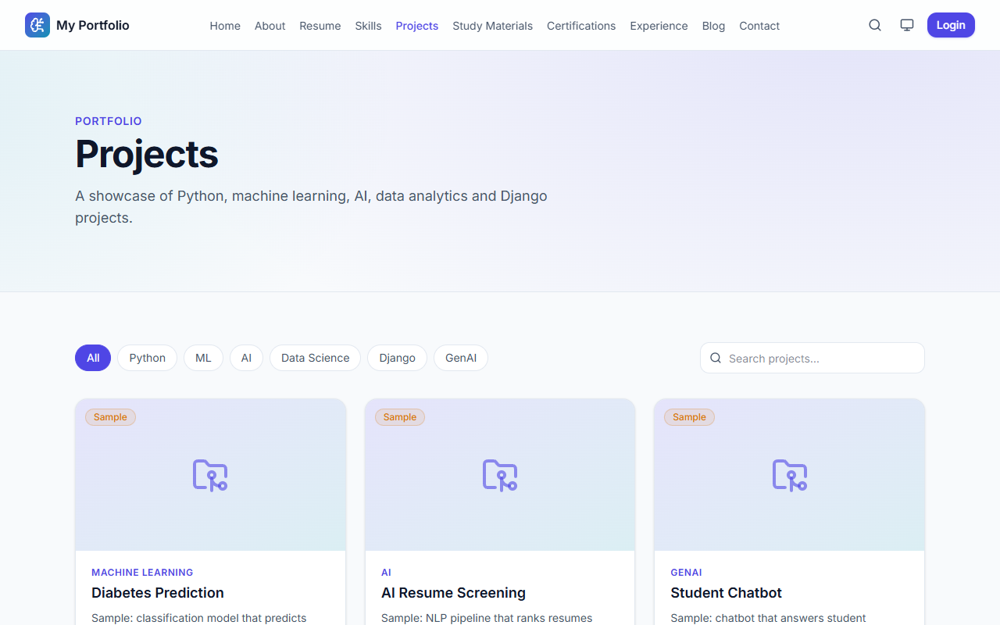 My Portfolio
Home About Resume Skills Projects Study Materials Certifications Experience Blog Contact
Login
PORTFOLIO
Projects
A showcase of Python, machine learning, AI, data analytics and Django
projects.
All Python ML AI Data Science Django GenAI
Search projects...
Sample Sample Sample
MACHINE LEARNING
Diabetes Prediction
Sample: classification model that predicts
AI
AI Resume Screening
Sample: NLP pipeline that ranks resumes
GENAI
Student Chatbot
Sample: chatbot that answers student